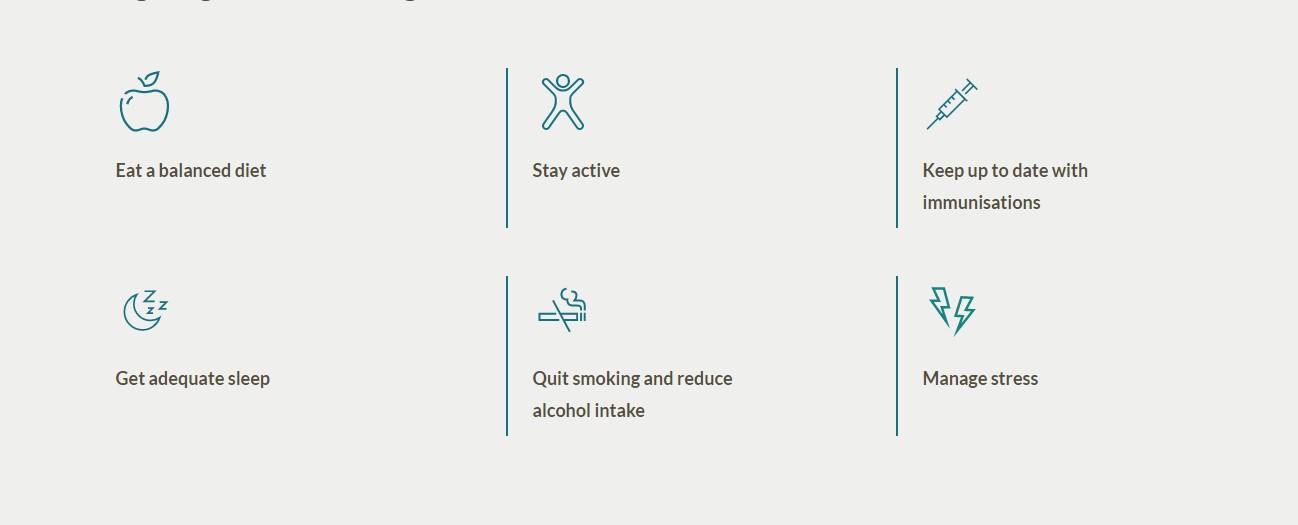 Eat a balanced diet
Stay active
Keep up to date with
immunisations
Get adequate sleep
Quit smoking and reduce
alcohol intake
Manage stress